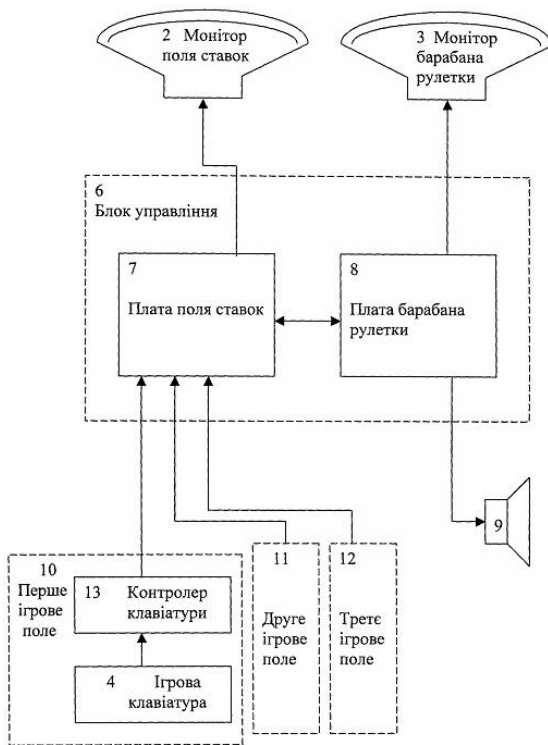 2 Монітор
поля ставок
3 Монітор
барабана
рулетки
6
Блок управління
7
Плата поля ставок
8
Плата барабана
рулетки
9
10
Перше
ігрове
поле
13 Контролер
клавіатури
4 Ігрова
клавіатура
11
Друге
ігрове
поле
12
Третє
ігрове
поле